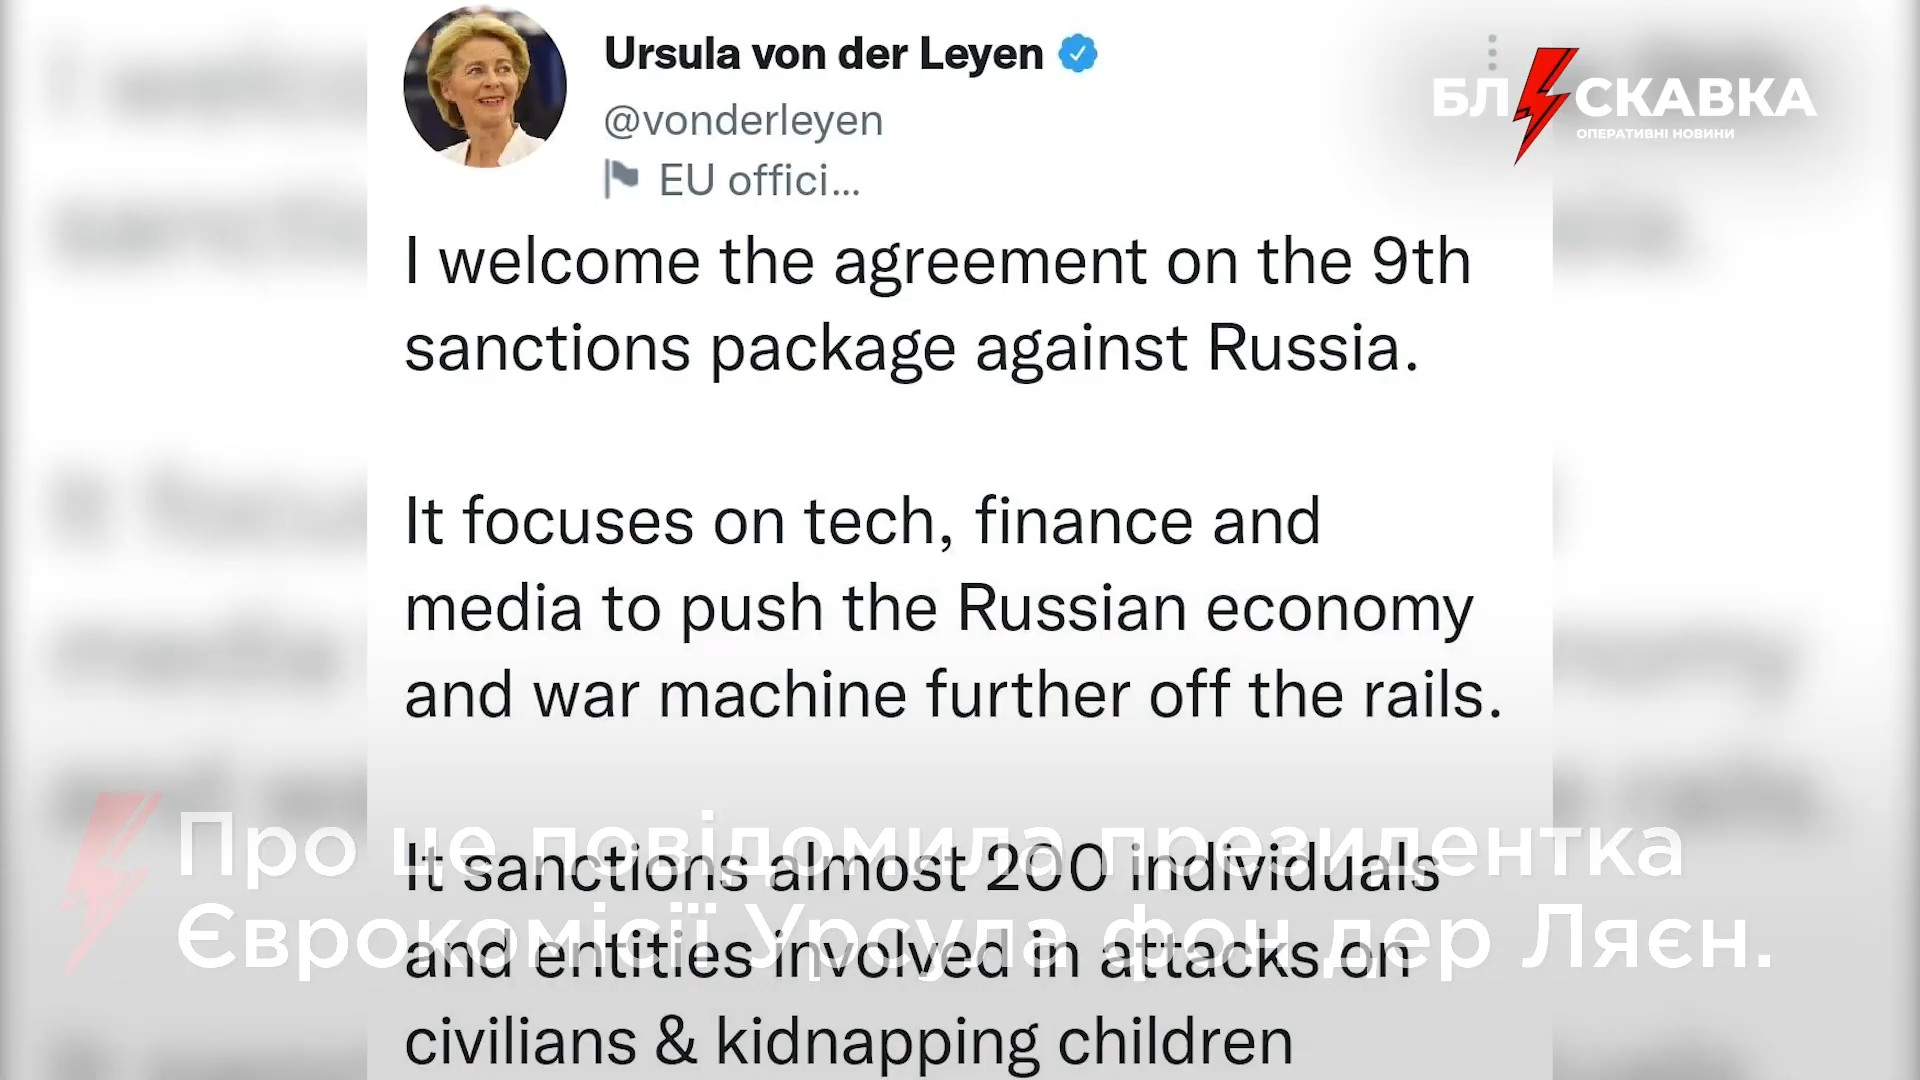 Ursula von der Leyen
@vonderleyen
EU offici...
БЛ СКАВКА
ОПЕРАТИВНІ НОВИНИ
I welcome the agreement on the 9th
sanctions package against Russia.
It focuses on tech, finance and
media to push the Russian economy
and war machine further off the rails.
It sanctions almost 200 individuals
and entities involved in attacks on
civilians & kidnapping children
Про це повідомила президентка
Єврокомісії Урсула фон дер Ляєн.